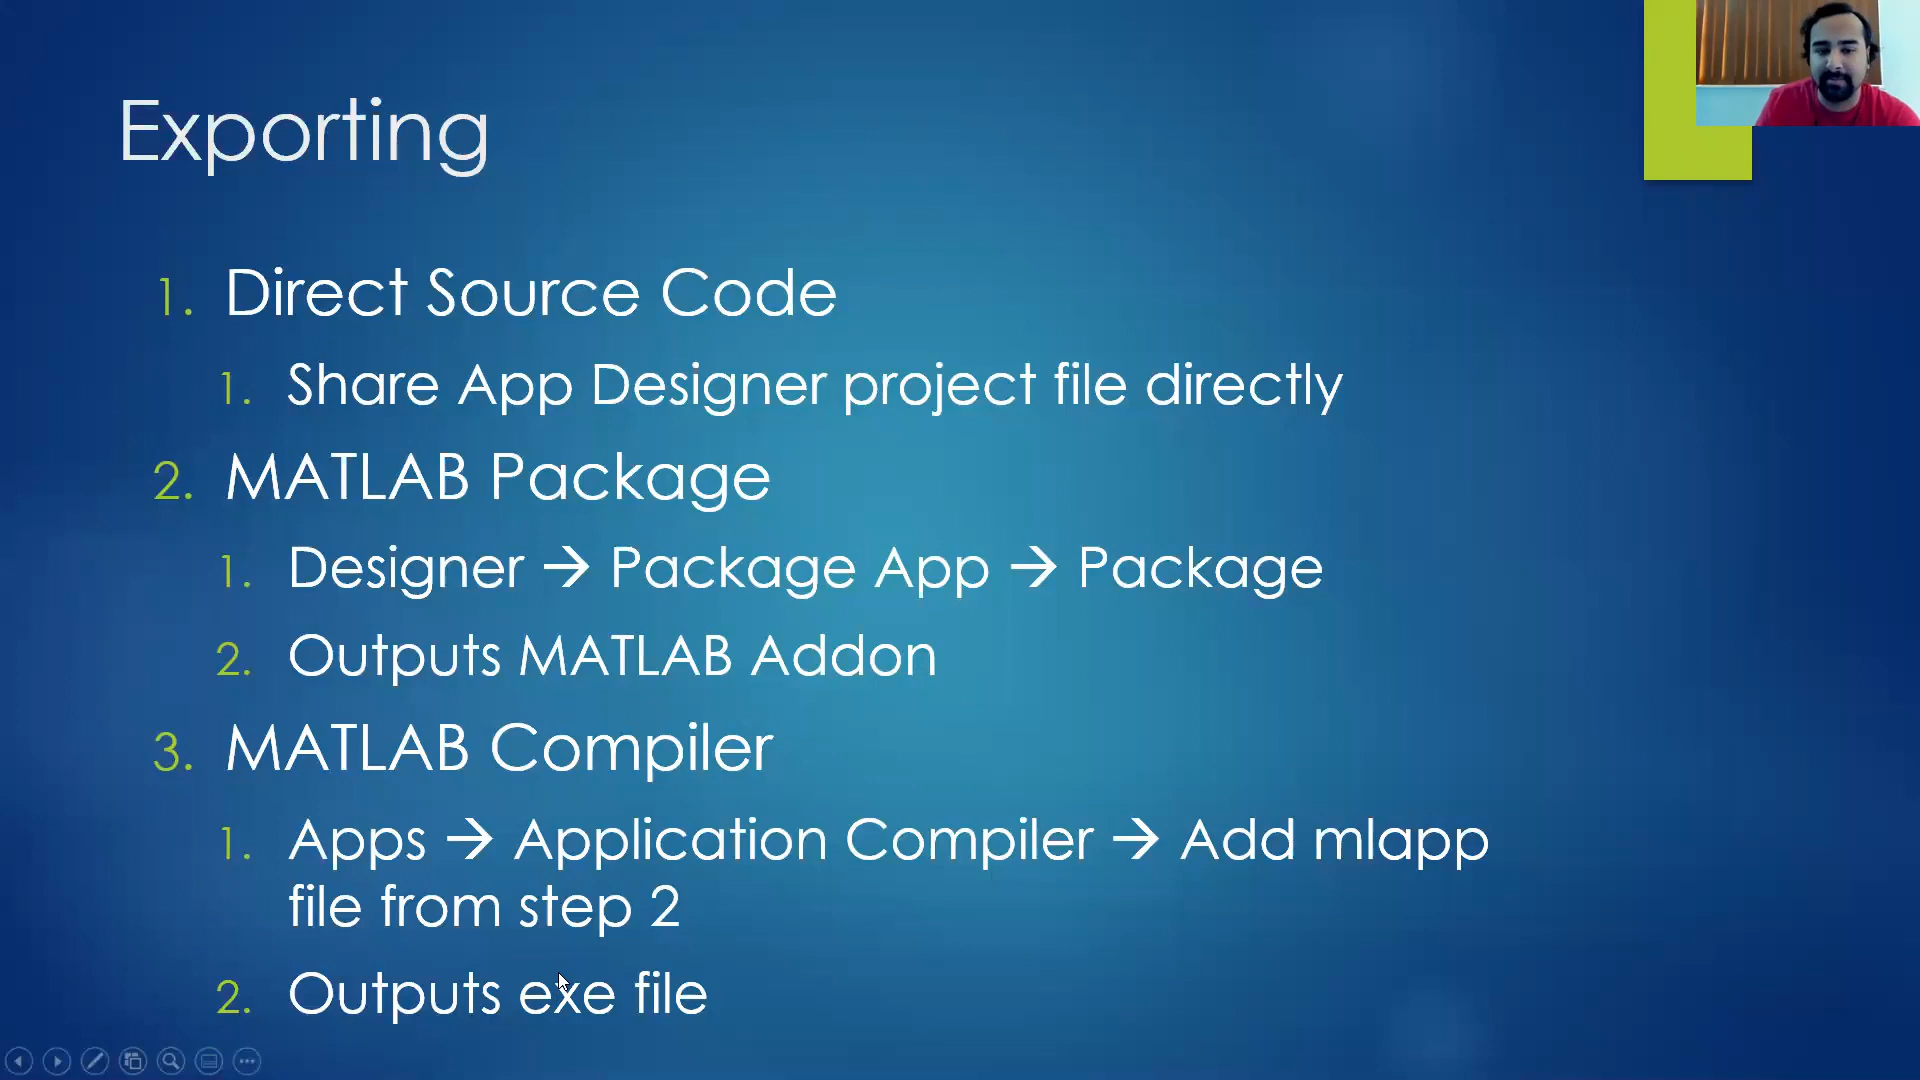 Exporting
1. Direct Source Code
1. Share App Designer project file directly
2. MATLAB Package
1. Designer → Package App → Package
2. Outputs MATLAB Addon
3. MATLAB Compiler
1. Apps → Application Compiler → Add mlapp
file from step 2
2. Outputs exe file